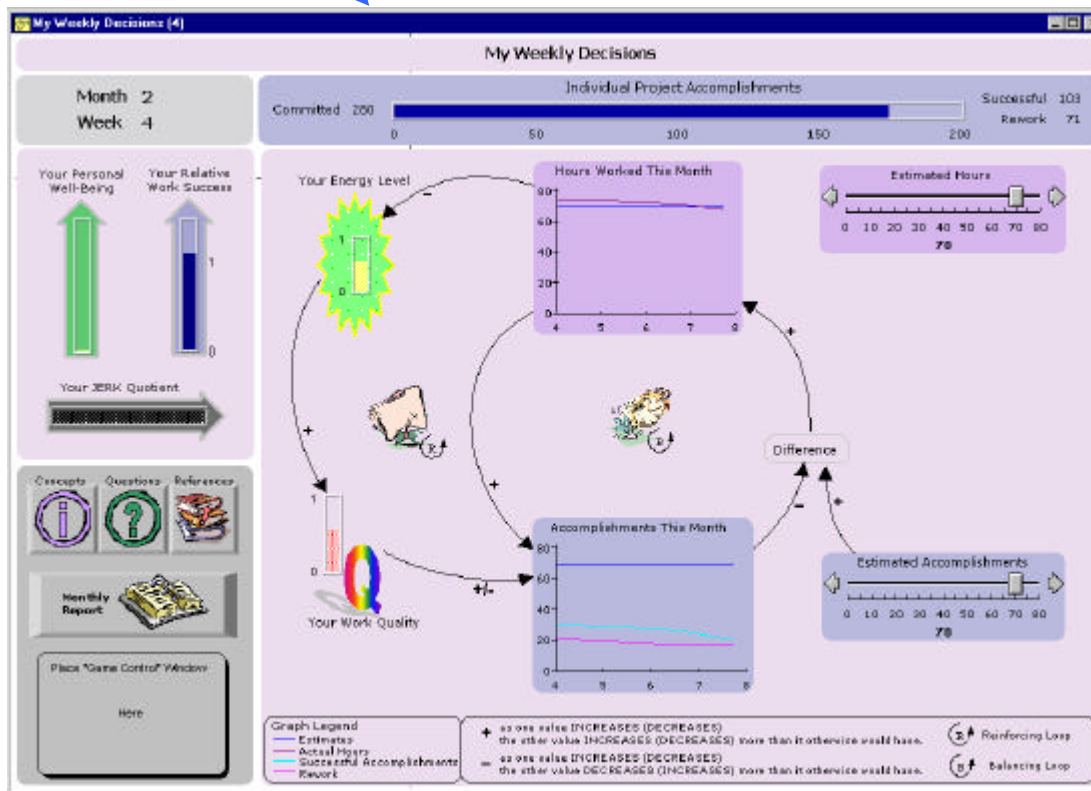 My Weekly Decisions (4)
My Weekly Decisions
Month 2
Week 4
Individual Project Accomplishments
Committed 280
0 50 100 150 200
Successful 103
Rework 71
Your Personal
Well-Being
Your Relative
Work Success
1
0
Your JERK Quotient
Your Energy Level
1
0
-
Hours Worked This Month
80
60
40
20
0
4 5 6 7 8
Estimated Hours
0 10 20 30 40 50 60 70 80
70
+
+
+
R
B
Difference
-
+
1
0
Q
Your Work Quality
+/-
Accomplishments This Month
80
60
40
20
0
4 5 6 7 8
Estimated Accomplishments
0 10 20 30 40 50 60 70 80
70
Concepts Questions References
i ?
Monthly
Report
Place "Game Control" Window
Here
Graph Legend
Estimates
Actual Hours
Successful Accomplishments
Rework
+ as one value INCREASES (DECREASES)
the other value INCREASES (DECREASES) more than it otherwise would have.
- as one value INCREASES (DECREASES)
the other value DECREASES (INCREASES) more than it otherwise would have.
R Reinforcing Loop
B Balancing Loop